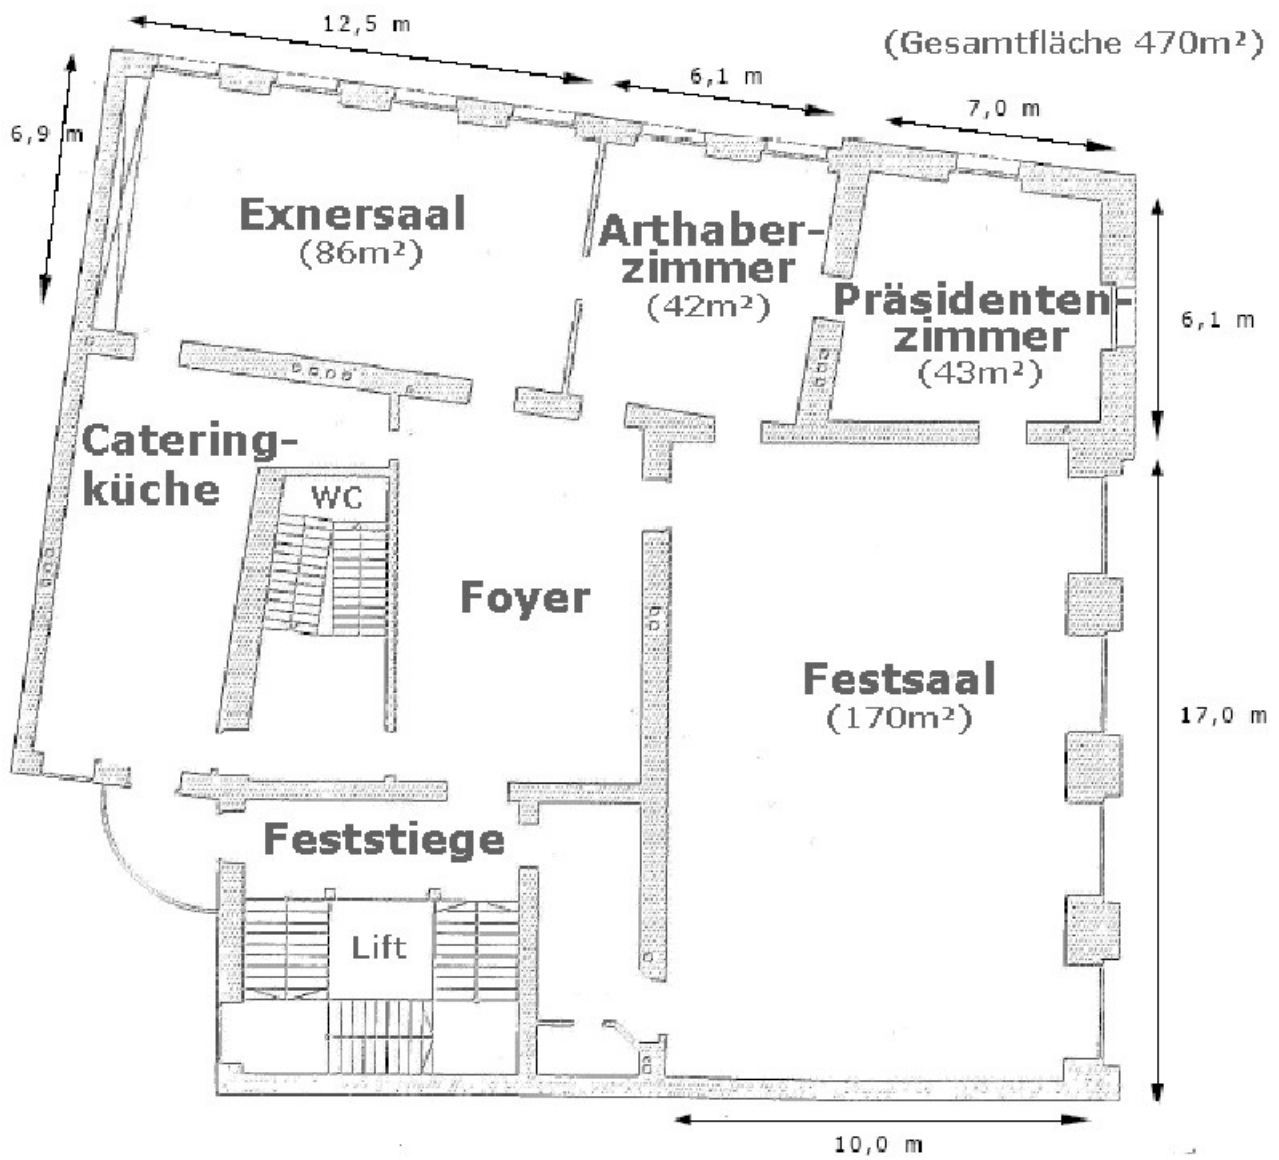 12,5 m
(Gesamtfläche 470m²)
6,1 m
7,0 m
6,9 m
Exnersaal
(86m²)
Arthaber-
zimmer
(42m²)
Präsidenten-
zimmer
(43m²)
6,1 m
Catering-
küche
WC
Foyer
Festsaal
(170m²)
17,0 m
Feststiege
Lift
10,0 m